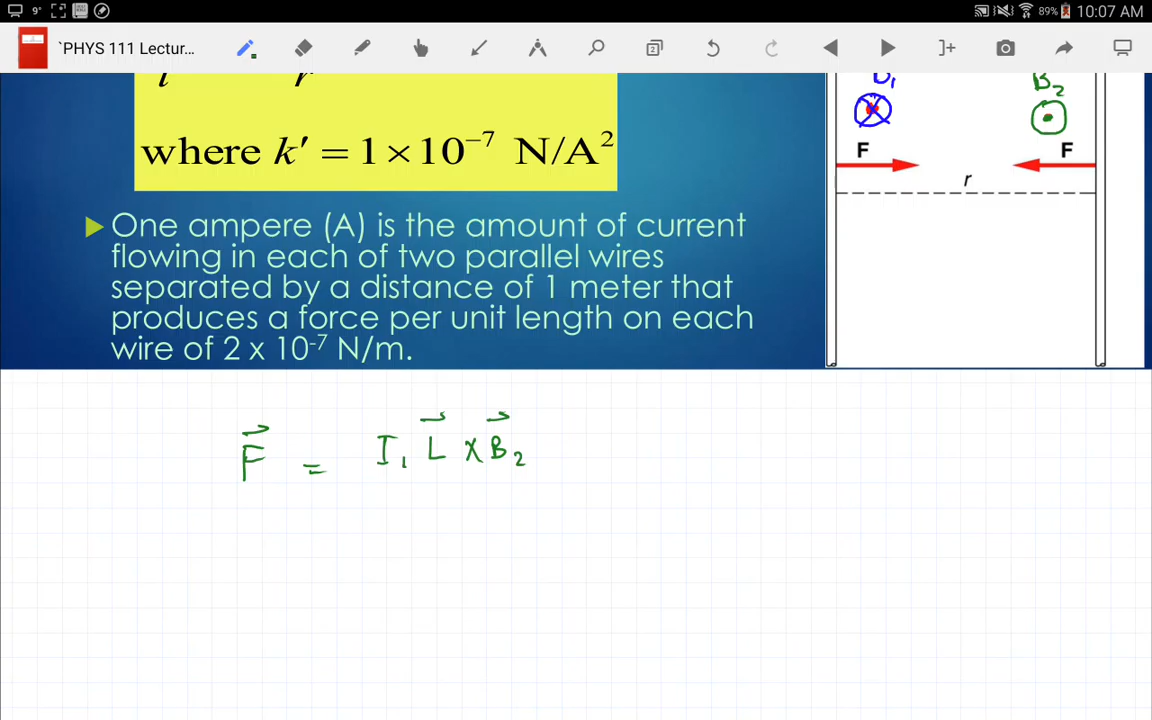 9°
89%
10:07 AM
`PHYS 111 Lectur...
2
B₁
B₂
where k′ = 1 × 10⁻⁷ N/A²
F
F
r
One ampere (A) is the amount of current
flowing in each of two parallel wires
separated by a distance of 1 meter that
produces a force per unit length on each
wire of 2 x 10⁻⁷ N/m.
F⃗ = I₁ L⃗ × B⃗₂